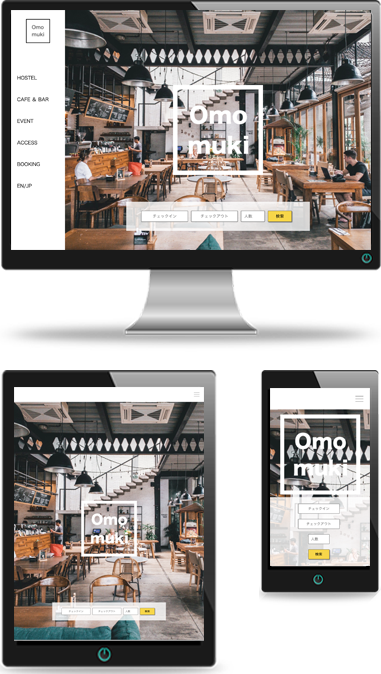 Omo
muki
HOSTEL
CAFE & BAR
EVENT
ACCESS
BOOKING
EN/JP
Omo
muki
チェックイン
チェックアウト
人数
検索
Omo
muki
チェックイン
チェックアウト
人数
検索
Omo
muki
チェックイン
チェックアウト
人数
検索